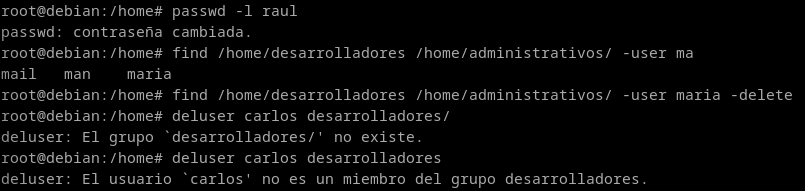 root@debian:/home# passwd -l raul
passwd: contraseña cambiada.
root@debian:/home# find /home/desarrolladores /home/administrativos/ -user ma
mail   man    maria
root@debian:/home# find /home/desarrolladores /home/administrativos/ -user maria -delete
root@debian:/home# deluser carlos desarrolladores/
deluser: El grupo `desarrolladores/' no existe.
root@debian:/home# deluser carlos desarrolladores
deluser: El usuario `carlos' no es un miembro del grupo desarrolladores.